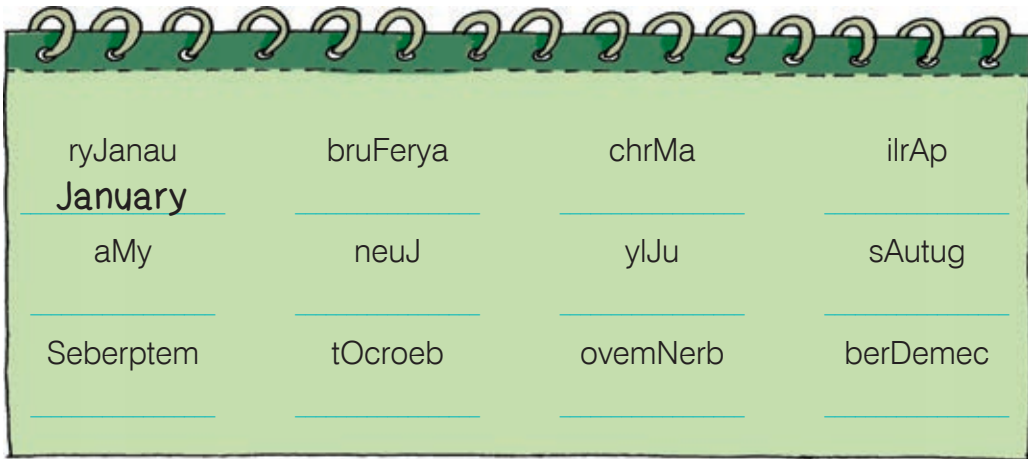 ryJanau bruFerya chrMa ilrAp
January
aMy neuJ ylJu sAutug
Seberptem tOcroeb ovemNerb berDemec